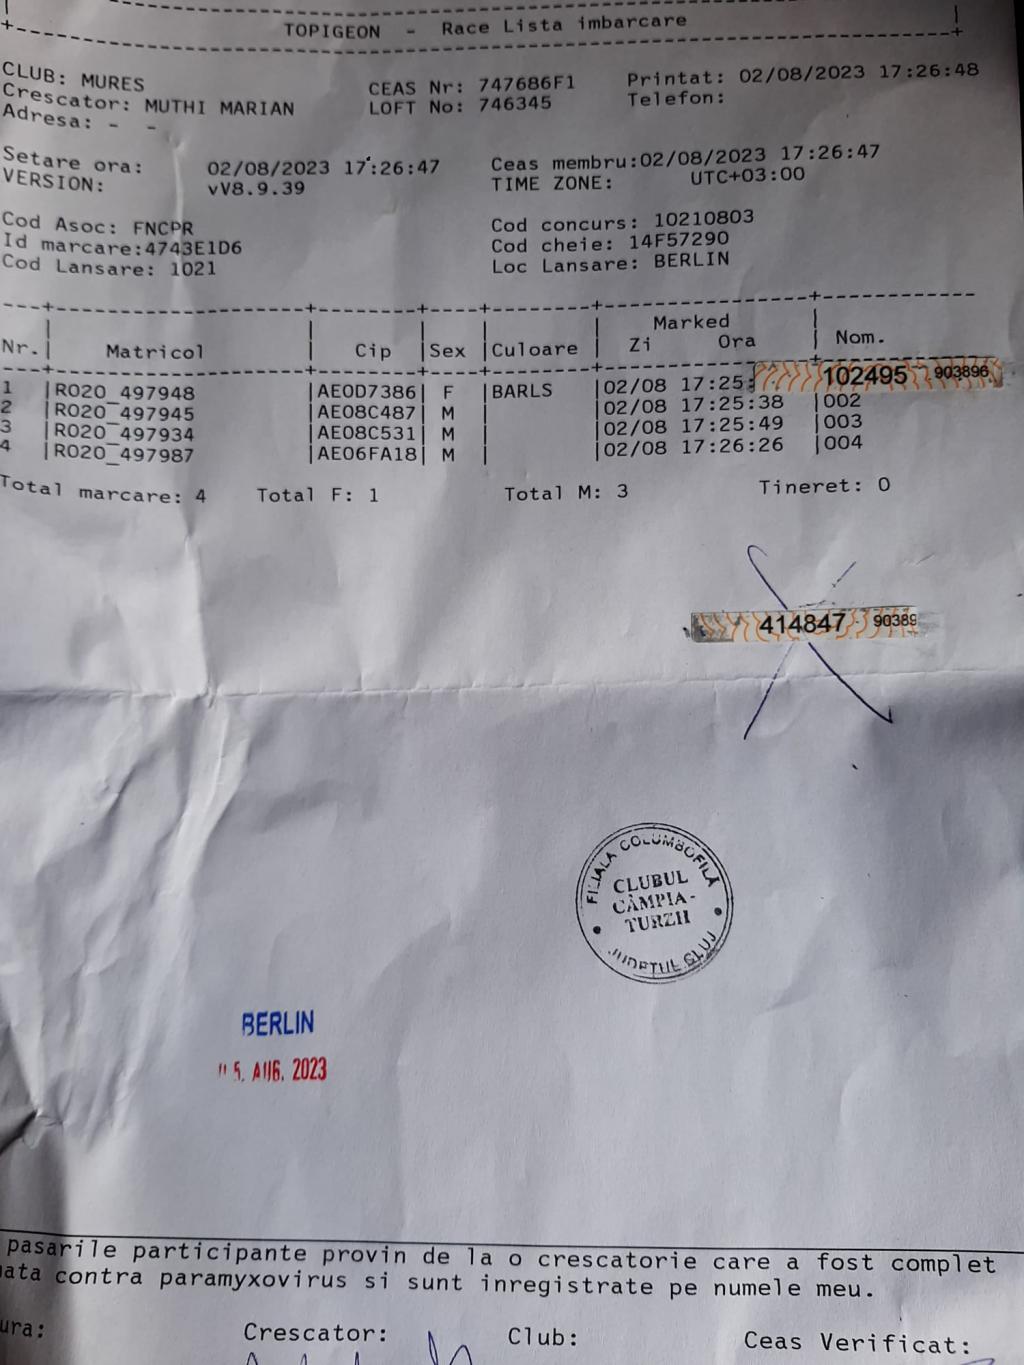 TOPIGEON - Race Lista imbarcare
CLUB: MURES CEAS Nr: 747686F1 Printat: 02/08/2023 17:26:48
Crescator: MUTHI MARIAN LOFT No: 746345 Telefon:
Adresa: - -
Setare ora: 02/08/2023 17:26:47 Ceas membru:02/08/2023 17:26:47
VERSION: vV8.9.39 TIME ZONE: UTC+03:00
Cod Asoc: FNCPR Cod concurs: 10210803
Id marcare:4743E1D6 Cod cheie: 14F57290
Cod Lansare: 1021 Loc Lansare: BERLIN
Marked
Nr. Matricol Cip Sex Culoare Zi Ora Nom.
1 RO20_497948 AE0D7386 F BARLS 02/08 17:25: 102495 903896
2 RO20_497945 AE08C487 M 02/08 17:25:38 002
3 RO20_497934 AE08C531 M 02/08 17:25:49 003
4 RO20_497987 AE06FA18 M 02/08 17:26:26 004
Total marcare: 4 Total F: 1 Total M: 3 Tineret: 0
414847 90389
FILIALA COLUMBOFILĂ
CLUBUL
CÂMPIA-
TURZII
JUDEȚUL CLUJ
BERLIN
5. AUG. 2023
pasarile participante provin de la o crescatorie care a fost complet
contra paramyxovirus si sunt inregistrate pe numele meu.
Crescator: Club: Ceas Verificat: